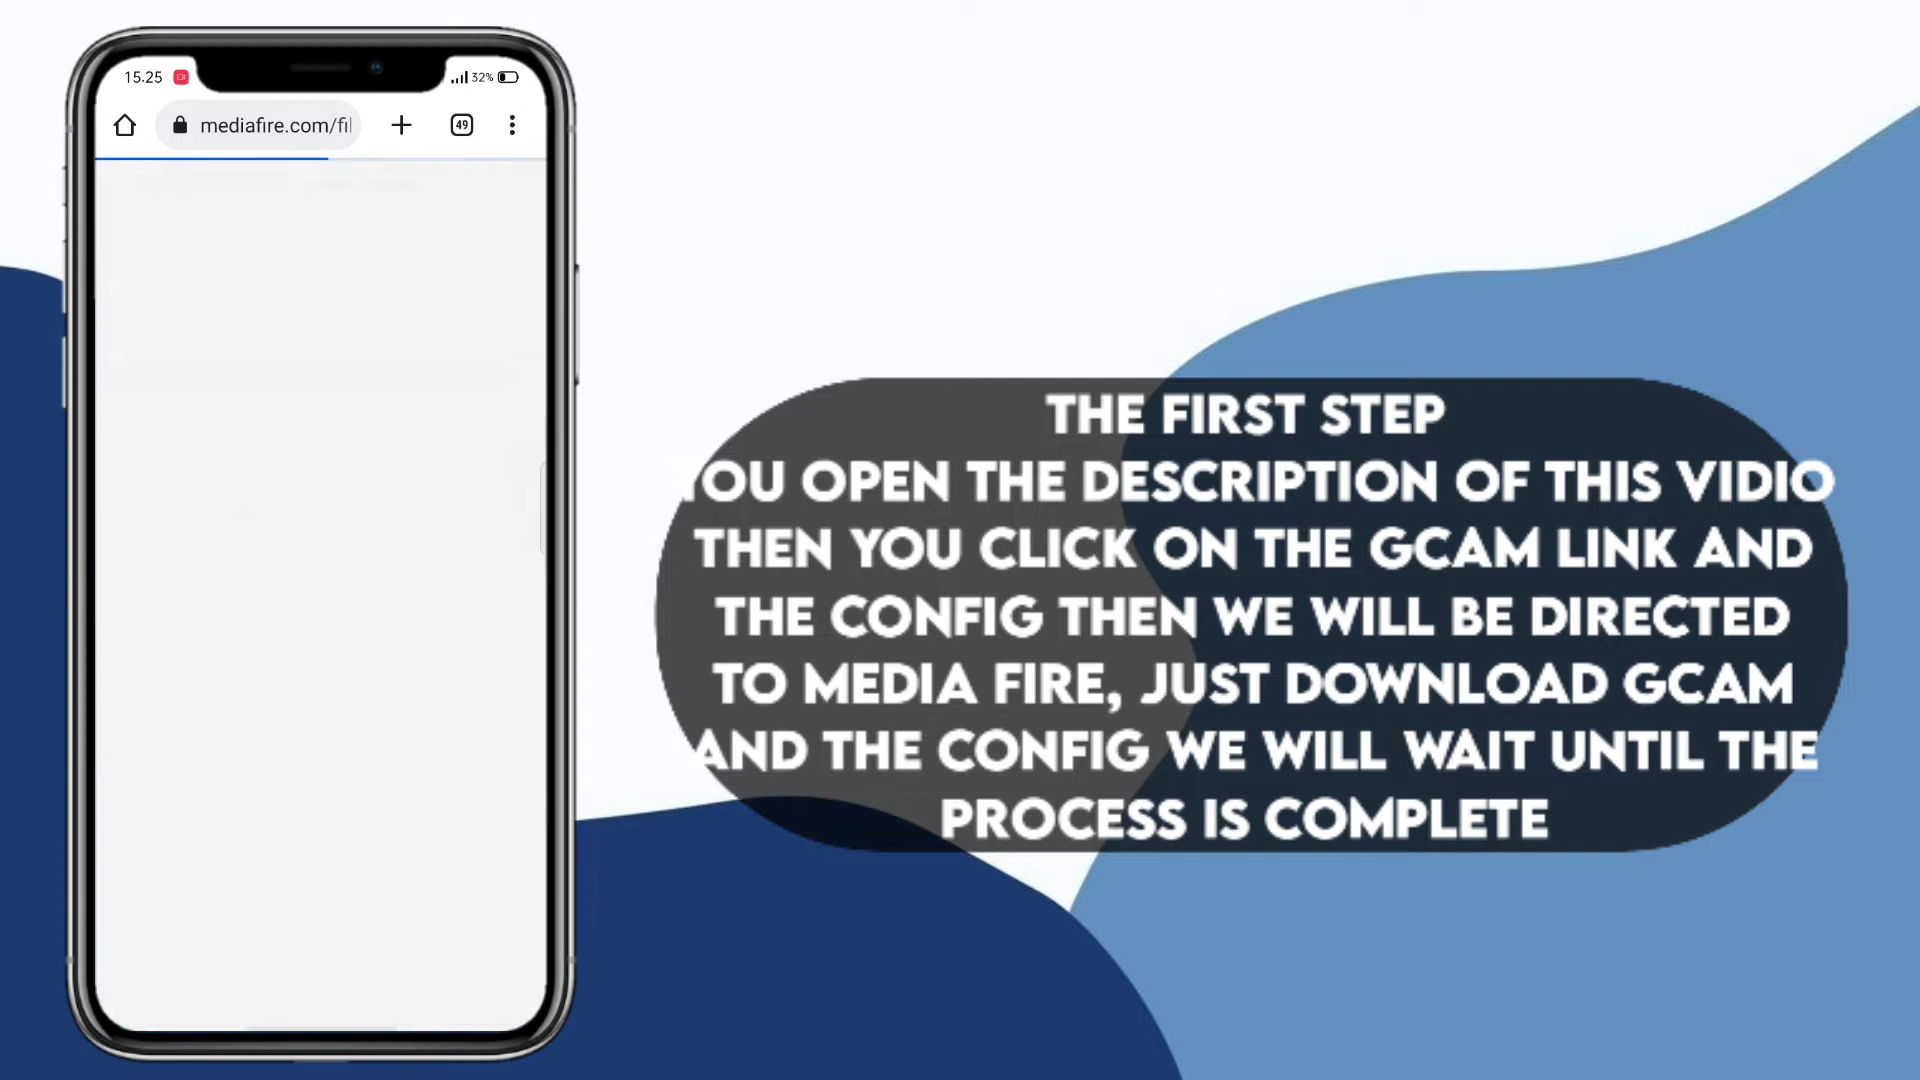 15.25
32%
mediafire.com/fil
49
THE FIRST STEP
YOU OPEN THE DESCRIPTION OF THIS VIDIO
THEN YOU CLICK ON THE GCAM LINK AND
THE CONFIG THEN WE WILL BE DIRECTED
TO MEDIA FIRE, JUST DOWNLOAD GCAM
AND THE CONFIG WE WILL WAIT UNTIL THE
PROCESS IS COMPLETE